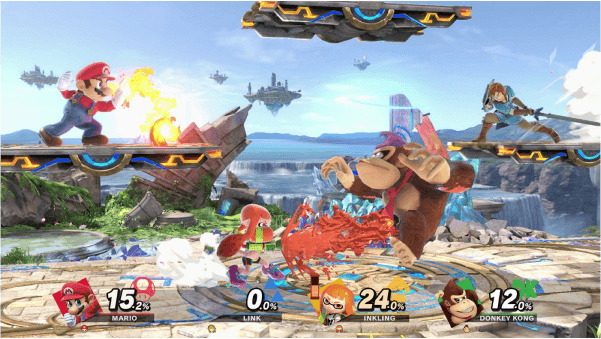 15.2%
MARIO
0.0%
LINK
24.0%
INKLING
12.0%
DONKEY KONG